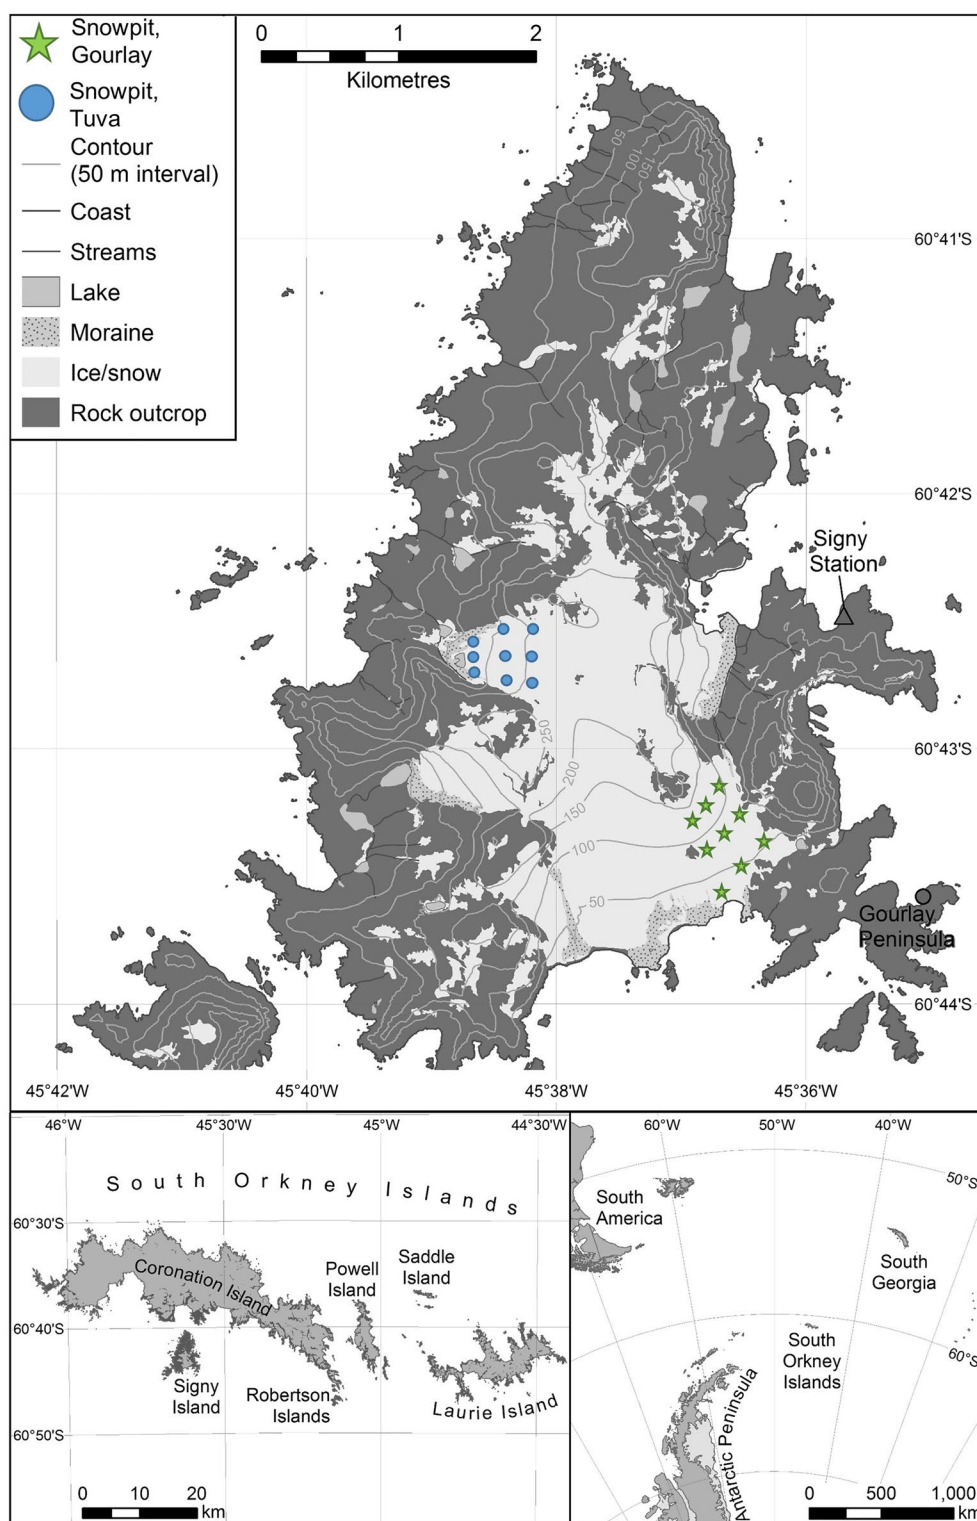 Snowpit,
Gourlay
Snowpit,
Tuva
Contour
(50 m interval)
Coast
Streams
Lake
Moraine
Ice/snow
Rock outcrop
0 1 2
Kilometres
50
100
150
60°41'S
60°42'S
Signy
Station
250
60°43'S
200
150
100
50
Gourlay
Peninsula
60°44'S
45°42'W 45°40'W 45°38'W 45°36'W
46°W 45°30'W 45°W 44°30'W
South Orkney Islands
60°30'S
Coronation Island
Powell
Island
Saddle
Island
60°40'S
Signy
Island
Robertson
Islands
Laurie Island
60°50'S
0 10 20
km
60°W 50°W 40°W
50°S
South
America
South
Georgia
South
Orkney
Islands
60°S
Antarctic Peninsula
0 500 1,000
km